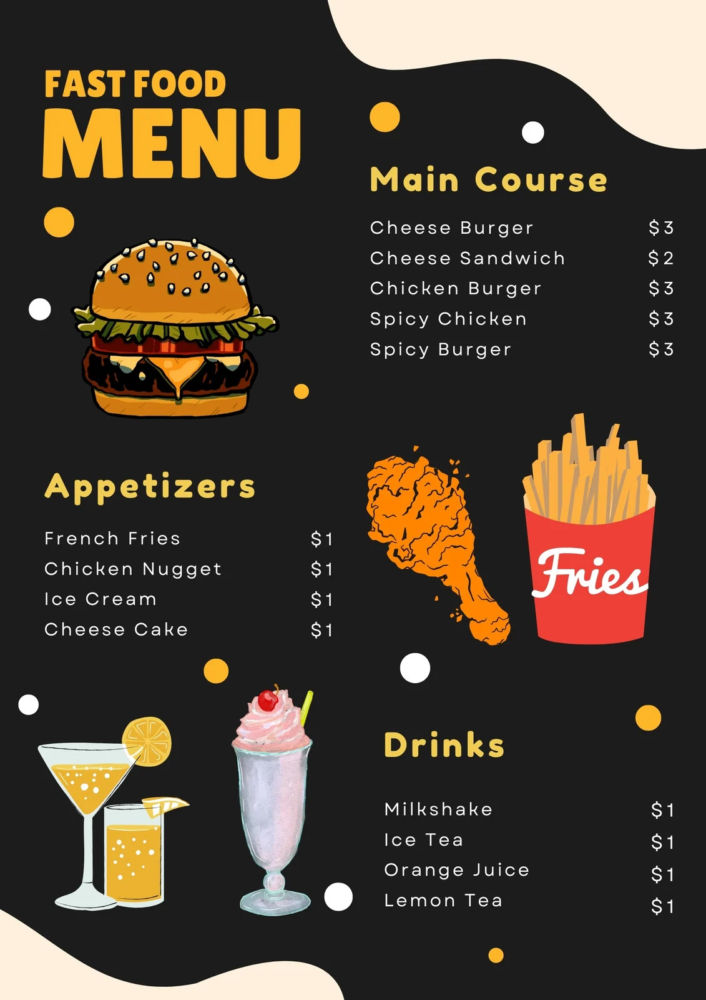 FAST FOOD
MENU
Main Course
Cheese Burger $3
Cheese Sandwich $2
Chicken Burger $3
Spicy Chicken $3
Spicy Burger $3
Appetizers
French Fries $1
Chicken Nugget $1
Ice Cream $1
Cheese Cake $1
Fries
Drinks
Milkshake $1
Ice Tea $1
Orange Juice $1
Lemon Tea $1